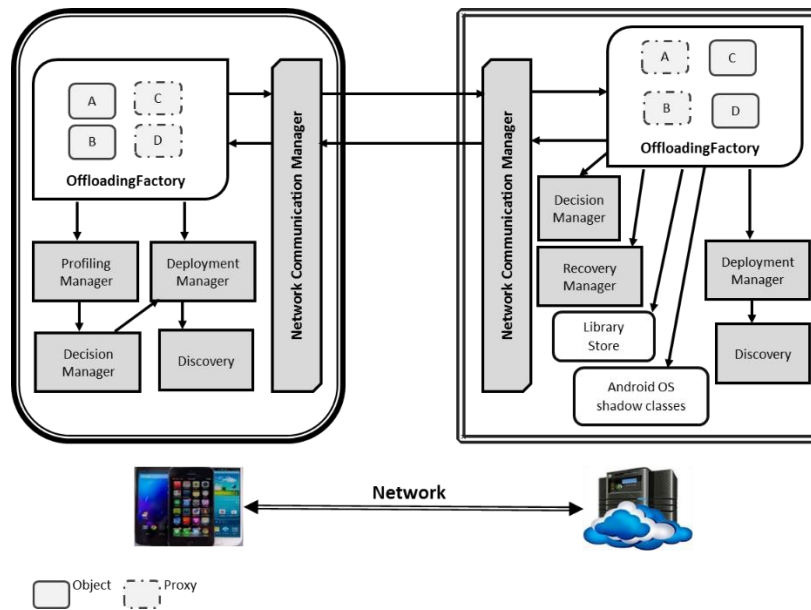 A
C
B
D
OffloadingFactory
Profiling
Manager
Deployment
Manager
Decision
Manager
Discovery
Network Communication Manager
Network Communication Manager
A
C
B
D
OffloadingFactory
Decision
Manager
Recovery
Manager
Library
Store
Android OS
shadow classes
Deployment
Manager
Discovery
Network
Object
Proxy